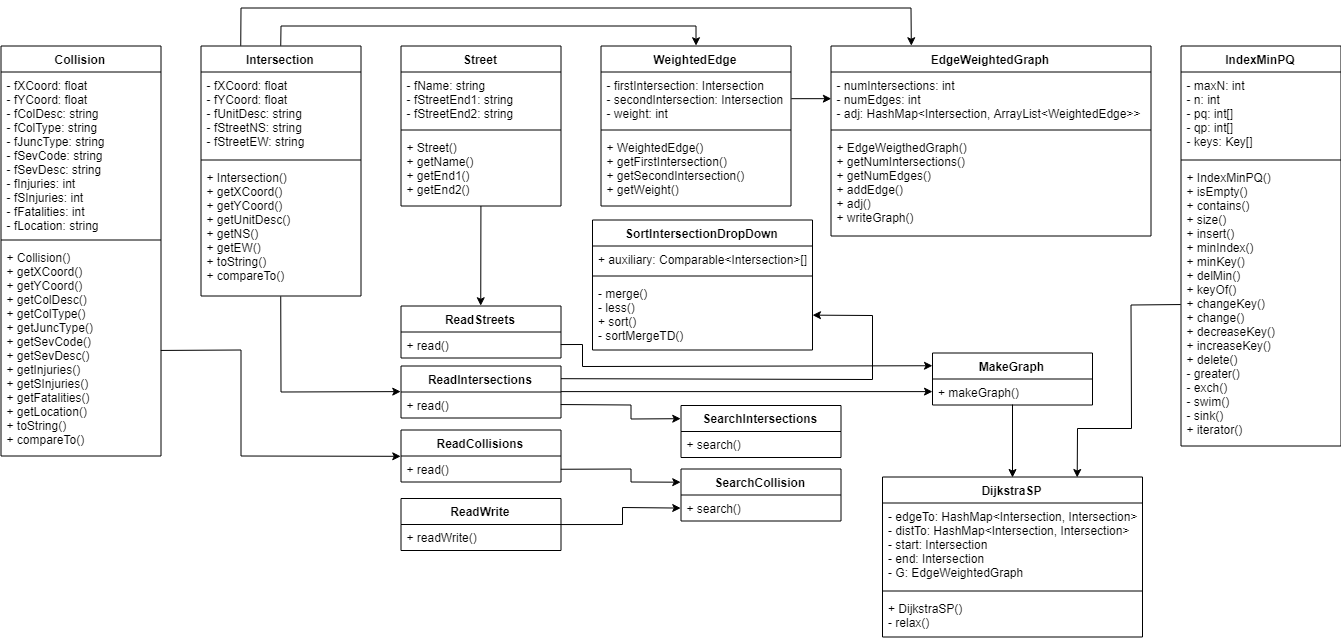 Collision
- fXCoord: float
- fYCoord: float
- fColDesc: string
- fColType: string
- fJuncType: string
- fSevCode: string
- fSevDesc: string
- fInjuries: int
- fSInjuries: int
- fFatalities: int
- fLocation: string
+ Collision()
+ getXCoord()
+ getYCoord()
+ getColDesc()
+ getColType()
+ getJuncType()
+ getSevCode()
+ getSevDesc()
+ getInjuries()
+ getSInjuries()
+ getFatalities()
+ getLocation()
+ toString()
+ compareTo()
Intersection
- fXCoord: float
- fYCoord: float
- fUnitDesc: string
- fStreetNS: string
- fStreetEW: string
+ Intersection()
+ getXCoord()
+ getYCoord()
+ getUnitDesc()
+ getNS()
+ getEW()
+ toString()
+ compareTo()
Street
- fName: string
- fStreetEnd1: string
- fStreetEnd2: string
+ Street()
+ getName()
+ getEnd1()
+ getEnd2()
WeightedEdge
- firstIntersection: Intersection
- secondIntersection: Intersection
- weight: int
+ WeightedEdge()
+ getFirstIntersection()
+ getSecondIntersection()
+ getWeight()
EdgeWeightedGraph
- numIntersections: int
- numEdges: int
- adj: HashMap<Intersection, ArrayList<WeightedEdge>>
+ EdgeWeigthedGraph()
+ getNumIntersections()
+ getNumEdges()
+ addEdge()
+ adj()
+ writeGraph()
IndexMinPQ
- maxN: int
- n: int
- pq: int[]
- qp: int[]
- keys: Key[]
+ IndexMinPQ()
+ isEmpty()
+ contains()
+ size()
+ insert()
+ minIndex()
+ minKey()
+ delMin()
+ keyOf()
+ changeKey()
+ change()
+ decreaseKey()
+ increaseKey()
+ delete()
- greater()
- exch()
- swim()
- sink()
+ iterator()
SortIntersectionDropDown
+ auxiliary: Comparable<Intersection>[]
- merge()
- less()
+ sort()
- sortMergeTD()
ReadStreets
+ read()
ReadIntersections
+ read()
ReadCollisions
+ read()
ReadWrite
+ readWrite()
MakeGraph
+ makeGraph()
SearchIntersections
+ search()
SearchCollision
+ search()
DijkstraSP
- edgeTo: HashMap<Intersection, Intersection>
- distTo: HashMap<Intersection, Intersection>
- start: Intersection
- end: Intersection
- G: EdgeWeightedGraph
+ DijkstraSP()
- relax()